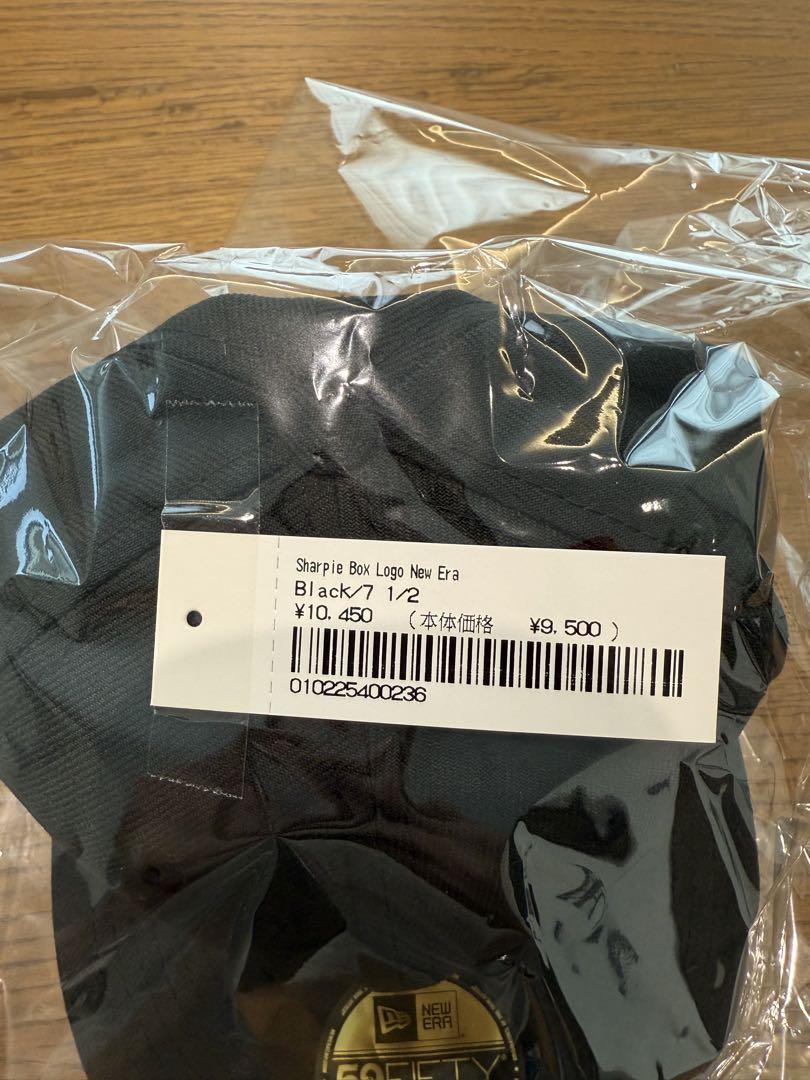 Sharpie Box Logo New Era
Black/7 1/2
¥10,450 (本体価格 ¥9,500 )
010225400236
NEW
ERA
59FIFTY